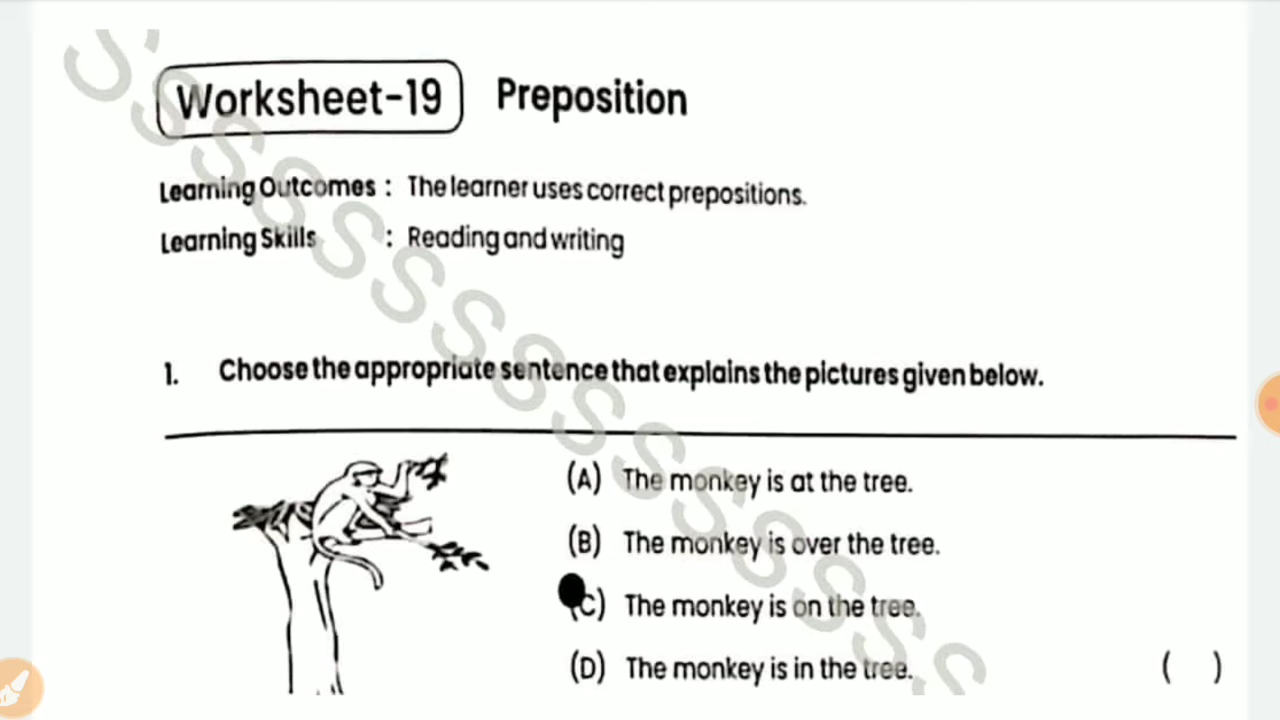 Worksheet-19 Preposition
Learning Outcomes : The learner uses correct prepositions.
Learning Skills : Reading and writing
1. Choose the appropriate sentence that explains the pictures given below.
(A) The monkey is at the tree.
(B) The monkey is over the tree.
(C) The monkey is on the tree.
(D) The monkey is in the tree. ( )
S'SSSSSSSSSSSSSS